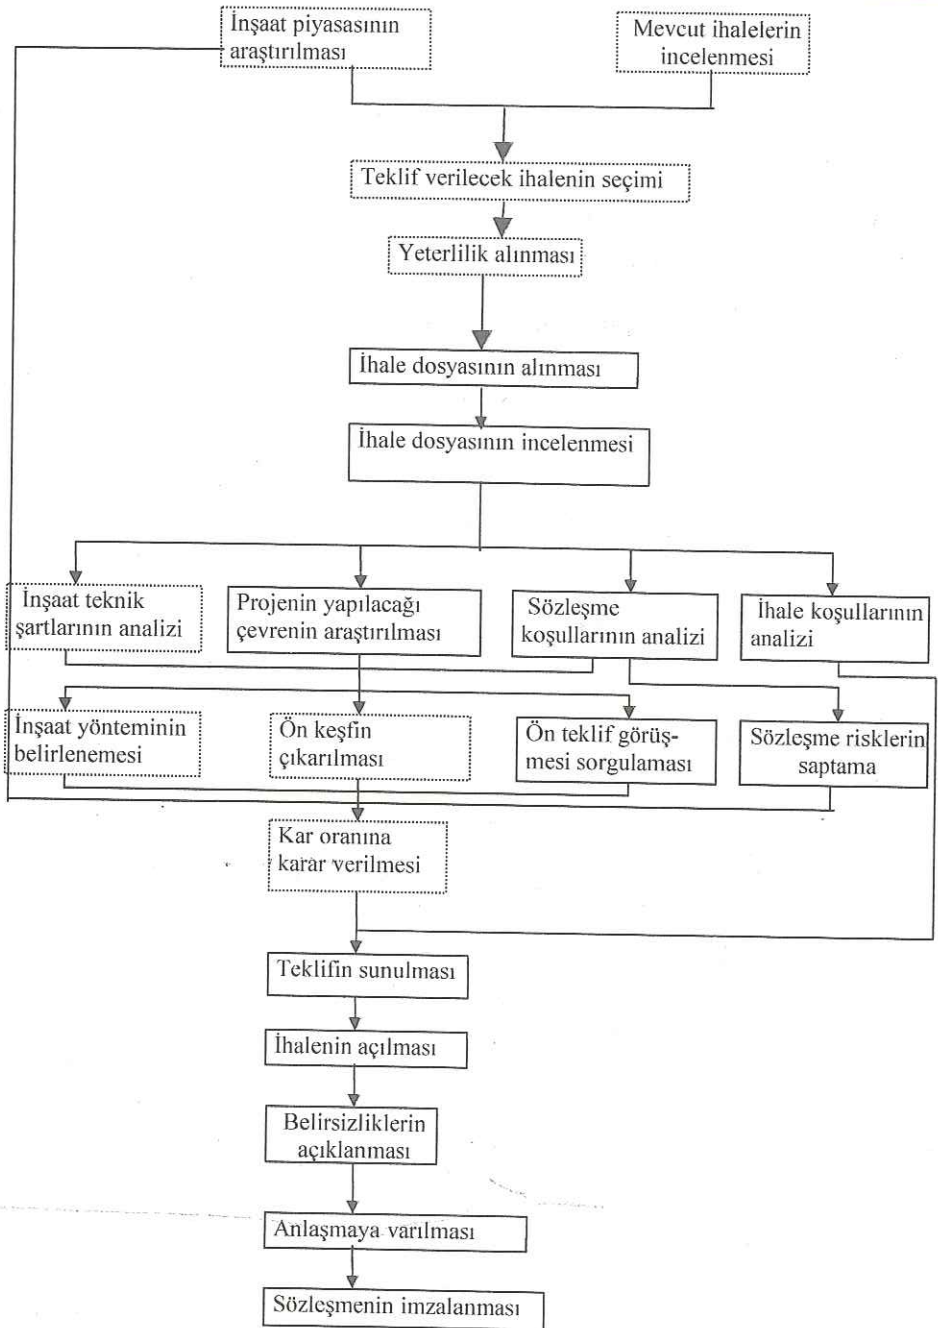 İnşaat piyasasının
araştırılması
Mevcut ihalelerin
incelenmesi
Teklif verilecek ihalenin seçimi
Yeterlilik alınması
İhale dosyasının alınması
İhale dosyasının incelenmesi
İnşaat teknik
şartlarının analizi
Projenin yapılacağı
çevrenin araştırılması
Sözleşme
koşullarının analizi
İhale koşullarının
analizi
İnşaat yönteminin
belirlenemesi
Ön keşfin
çıkarılması
Ön teklif görüş-
mesi sorgulaması
Sözleşme risklerin
saptama
Kar oranına
karar verilmesi
Teklifin sunulması
İhalenin açılması
Belirsizliklerin
açıklanması
Anlaşmaya varılması
Sözleşmenin imzalanması